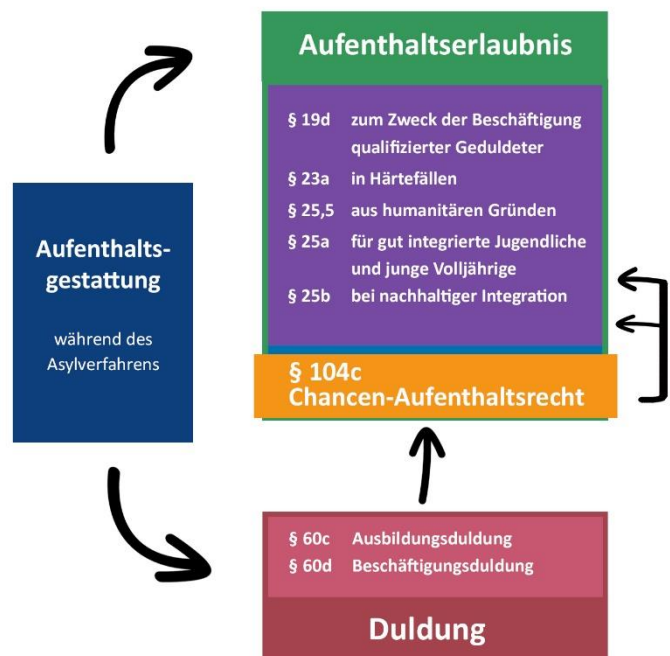 Aufenthaltserlaubnis
§ 19d zum Zweck der Beschäftigung
qualifizierter Geduldeter
§ 23a in Härtefällen
§ 25,5 aus humanitären Gründen
§ 25a für gut integrierte Jugendliche
und junge Volljährige
§ 25b bei nachhaltiger Integration
§ 104c
Chancen-Aufenthaltsrecht
Aufenthalts-
gestattung
während des
Asylverfahrens
§ 60c Ausbildungsduldung
§ 60d Beschäftigungsduldung
Duldung